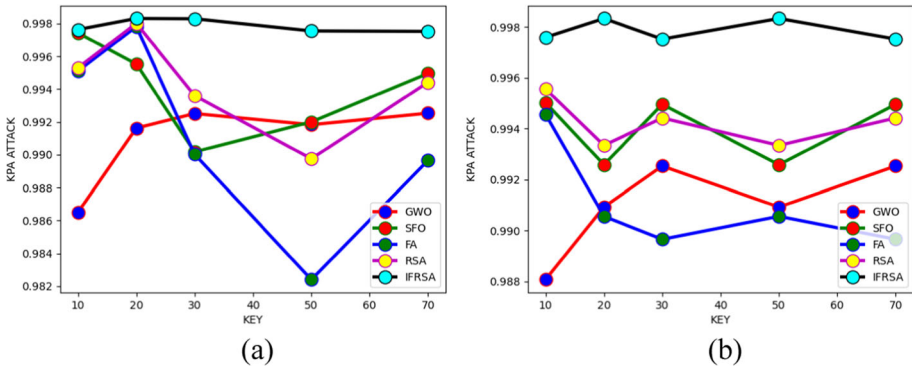 0.998
0.996
0.994
0.992
0.990
0.988
0.986
0.984
0.982
KPA ATTACK
10 20 30 40 50 60 70
KEY
GWO
SFO
FA
RSA
IFRSA
(a)
0.998
0.996
0.994
0.992
0.990
0.988
KPA ATTACK
10 20 30 40 50 60 70
KEY
GWO
SFO
FA
RSA
IFRSA
(b)